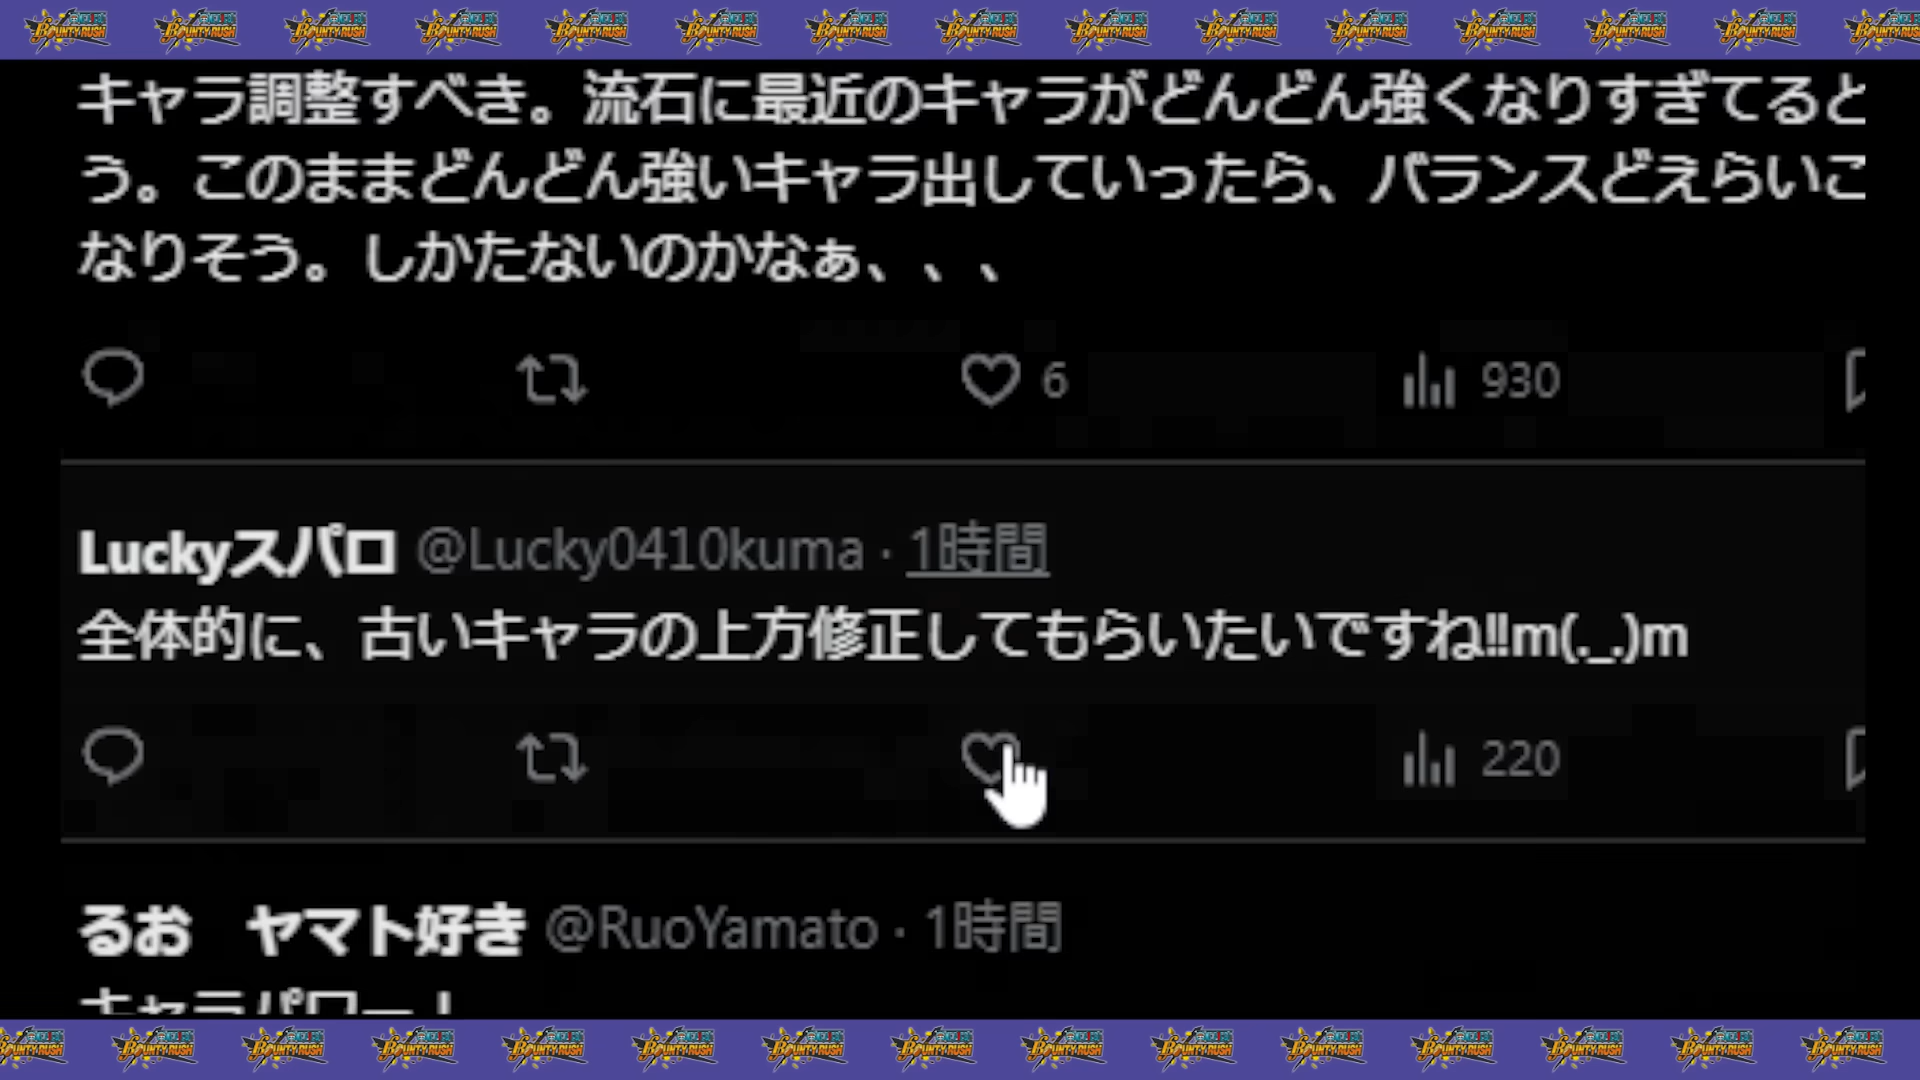 キャラ調整すべき。流石に最近のキャラがどんどん強くなりすぎてると
う。このままどんどん強いキャラ出していったら、バランスどえらいこ
なりそう。しかたないのかなぁ、、、
6 930
Luckyスパロ @Lucky0410kuma · 1時間
全体的に、古いキャラの上方修正してもらいたいですね!!m(._.)m
220
るお　ヤマト好き @RuoYamato · 1時間